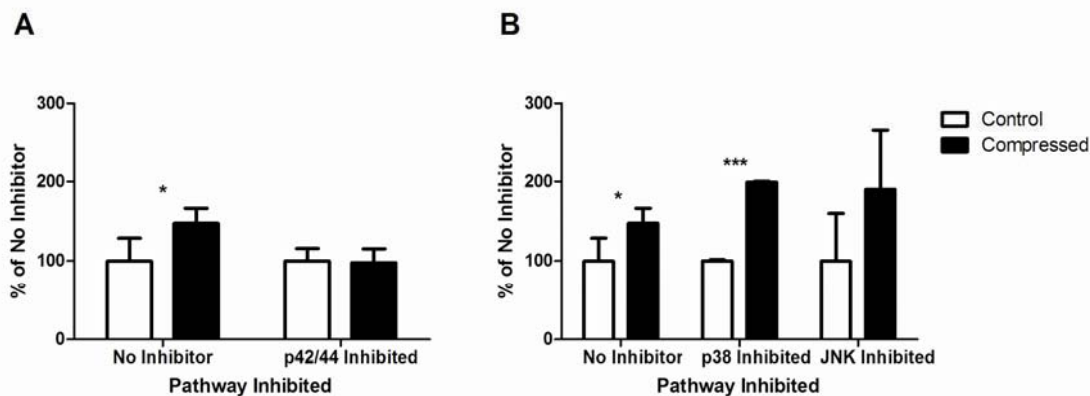 A
% of No Inhibitor
300
200
100
0
*
No Inhibitor
p42/44 Inhibited
Pathway Inhibited
B
% of No Inhibitor
300
200
100
0
*
***
No Inhibitor
p38 Inhibited
JNK Inhibited
Pathway Inhibited
Control
Compressed